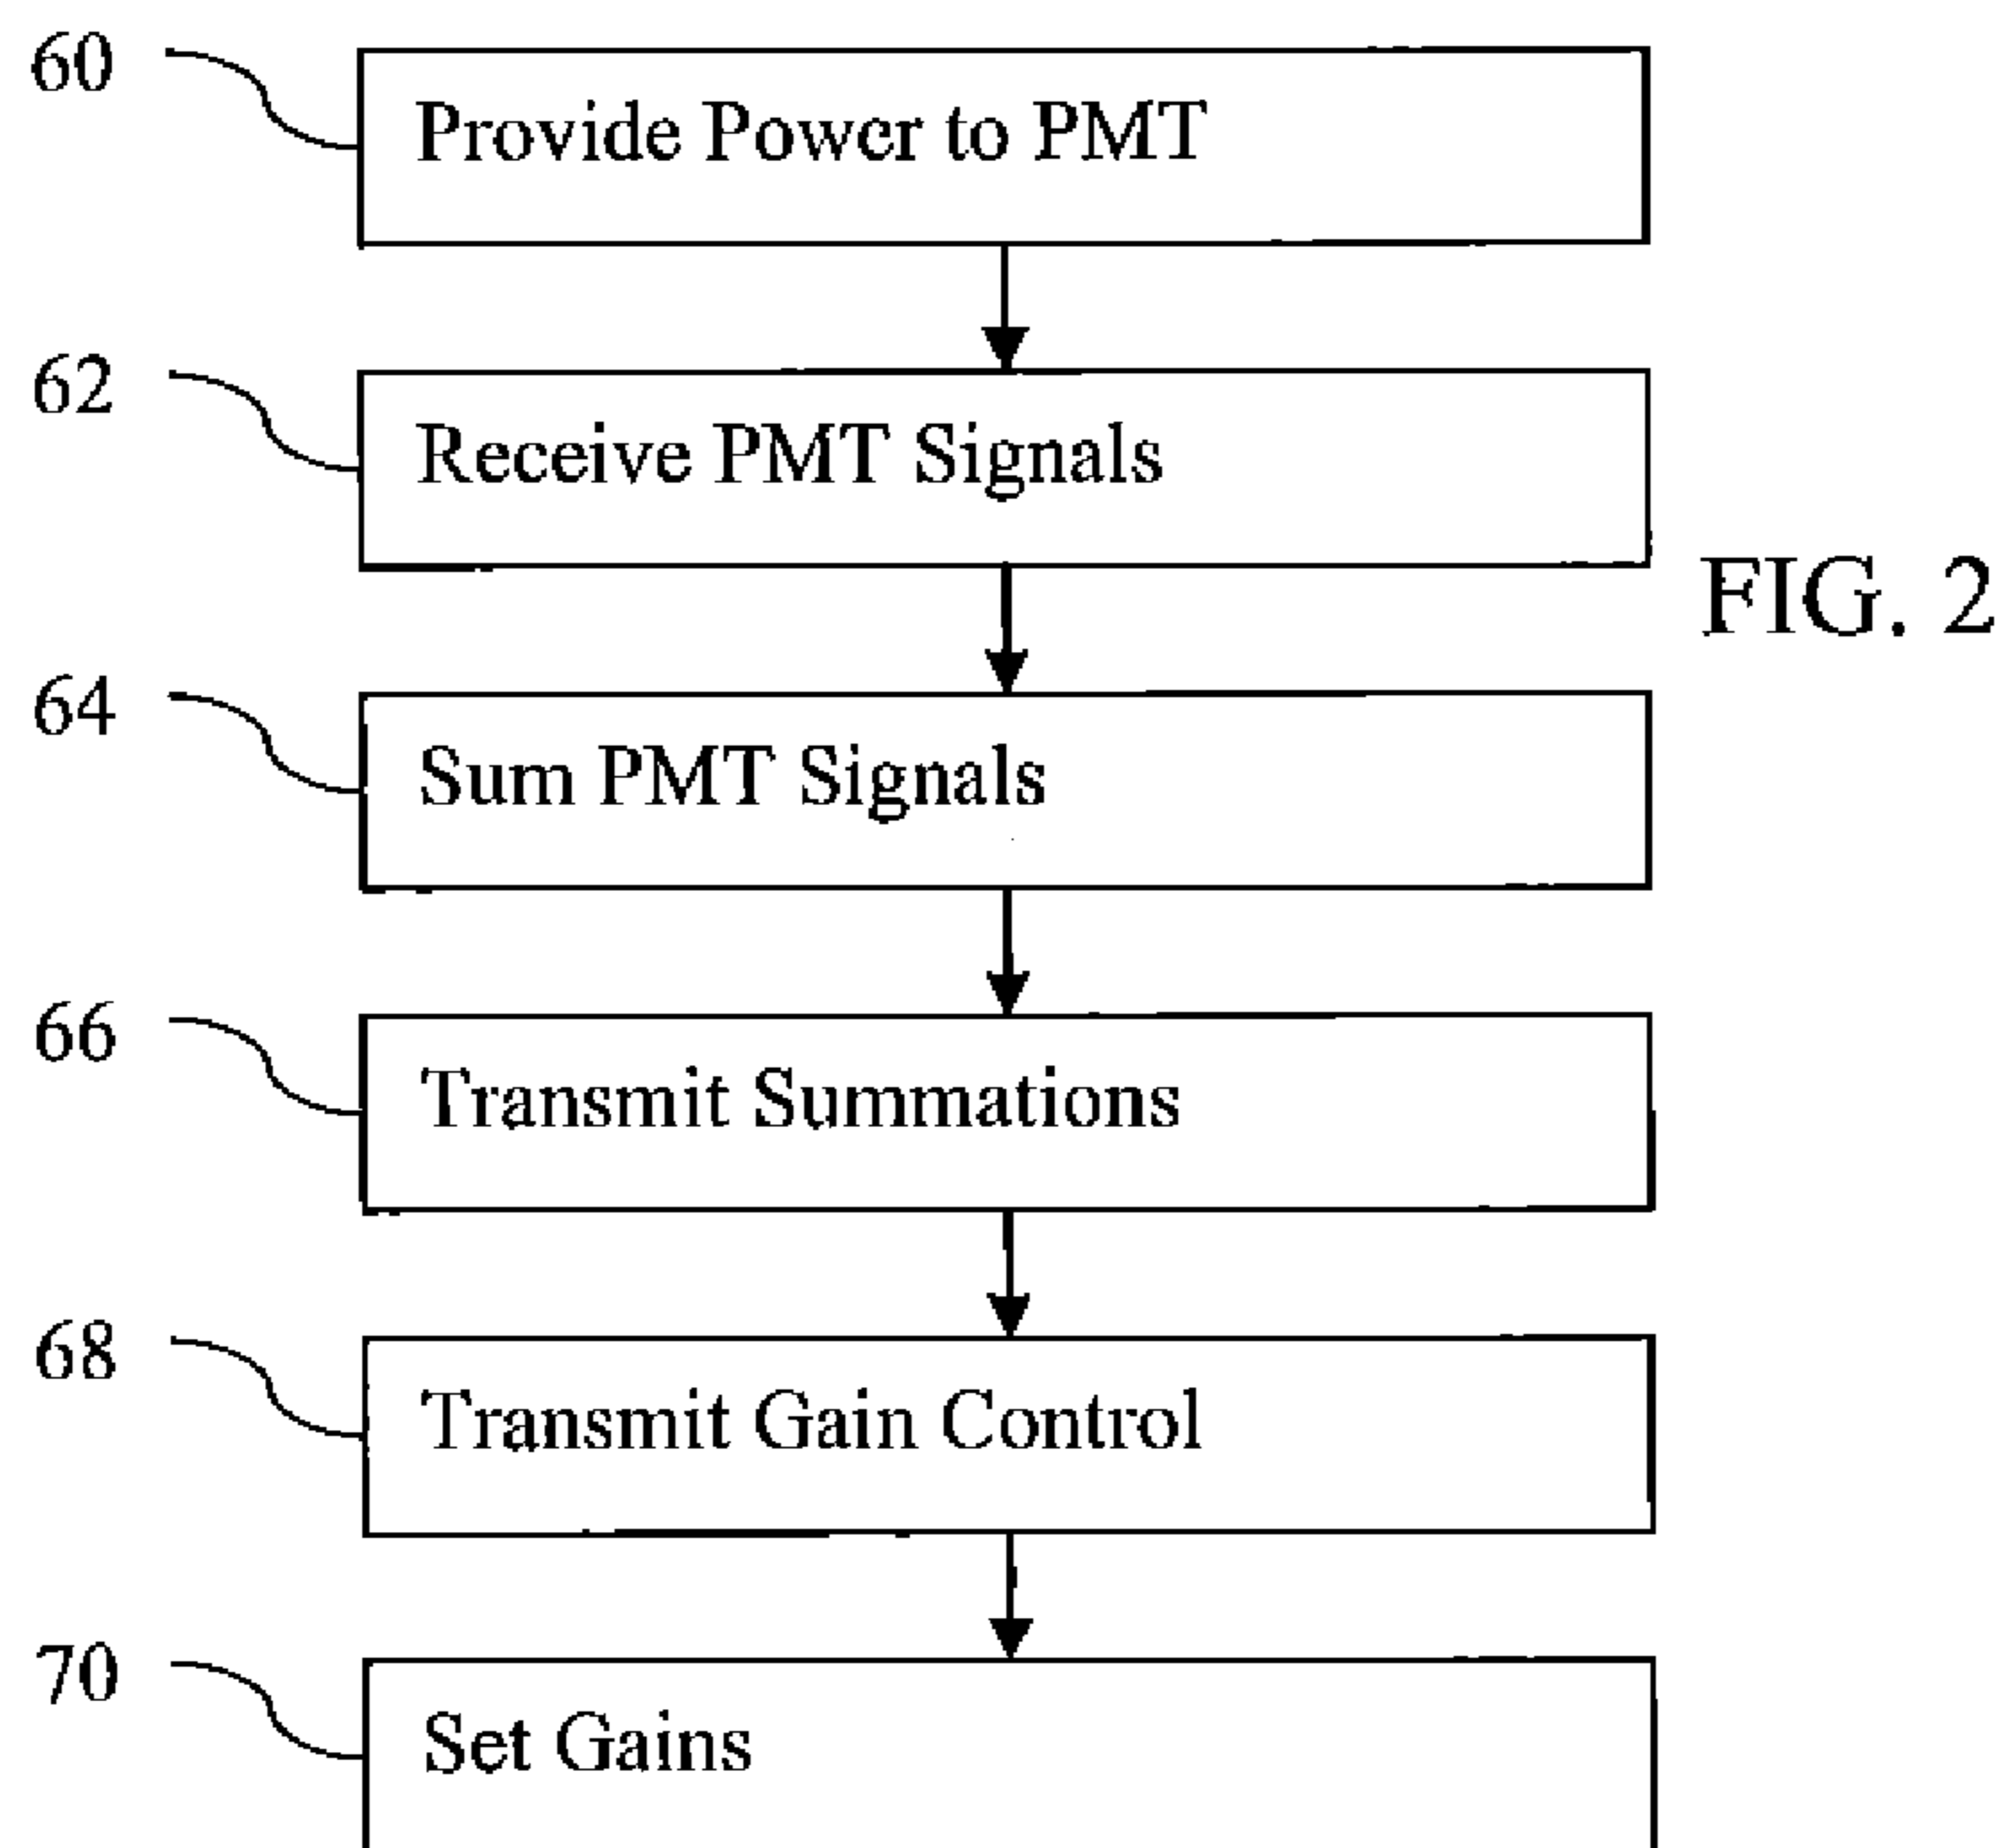 60
Provide Power to PMT
62
Receive PMT Signals
FIG. 2
64
Sum PMT Signals
66
Transmit Summations
68
Transmit Gain Control
70
Set Gains